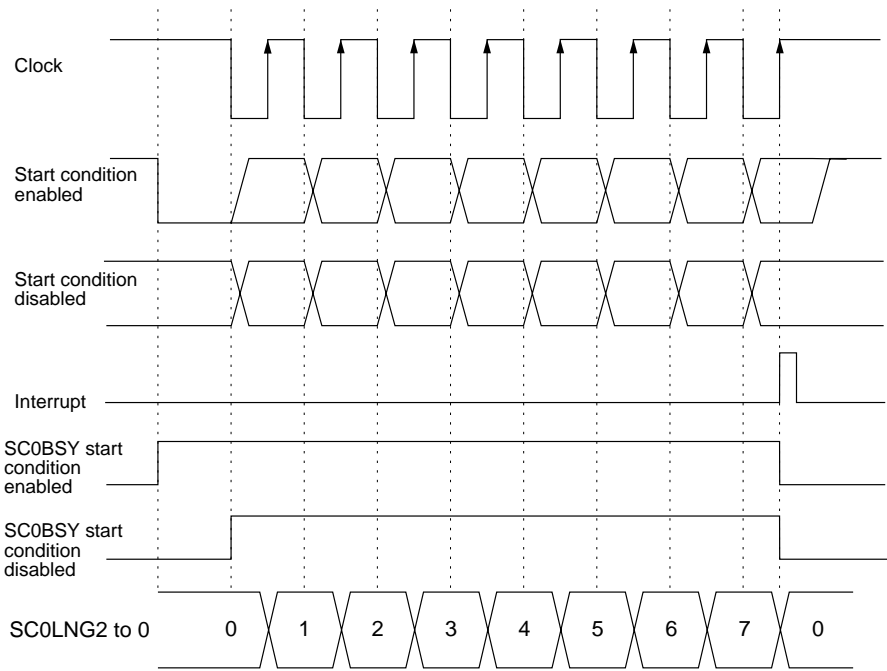 Clock
Start condition
enabled
Start condition
disabled
Interrupt
SC0BSY start
condition
enabled
SC0BSY start
condition
disabled
SC0LNG2 to 0 0 1 2 3 4 5 6 7 0